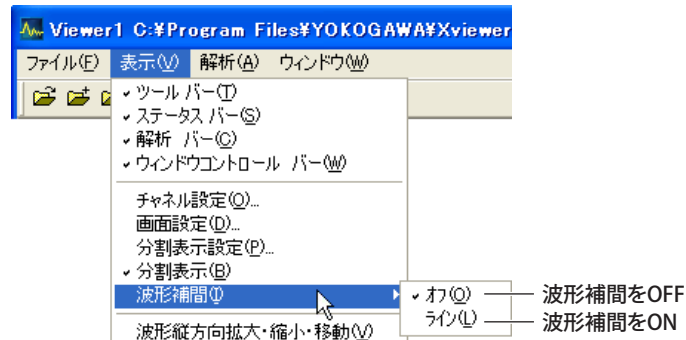 Viewer1 C:¥Program Files¥YOKOGAWA¥Xviewer
ファイル(F) 表示(V) 解析(A) ウィンドウ(W)
ツール バー(T)
ステータス バー(S)
解析 バー(C)
ウィンドウコントロール バー(W)
チャネル設定(O)...
画面設定(D)...
分割表示設定(P)...
分割表示(B)
波形補間(I)
オフ(O) 波形補間をOFF
ライン(L) 波形補間をON
波形縦方向拡大・縮小・移動(V)